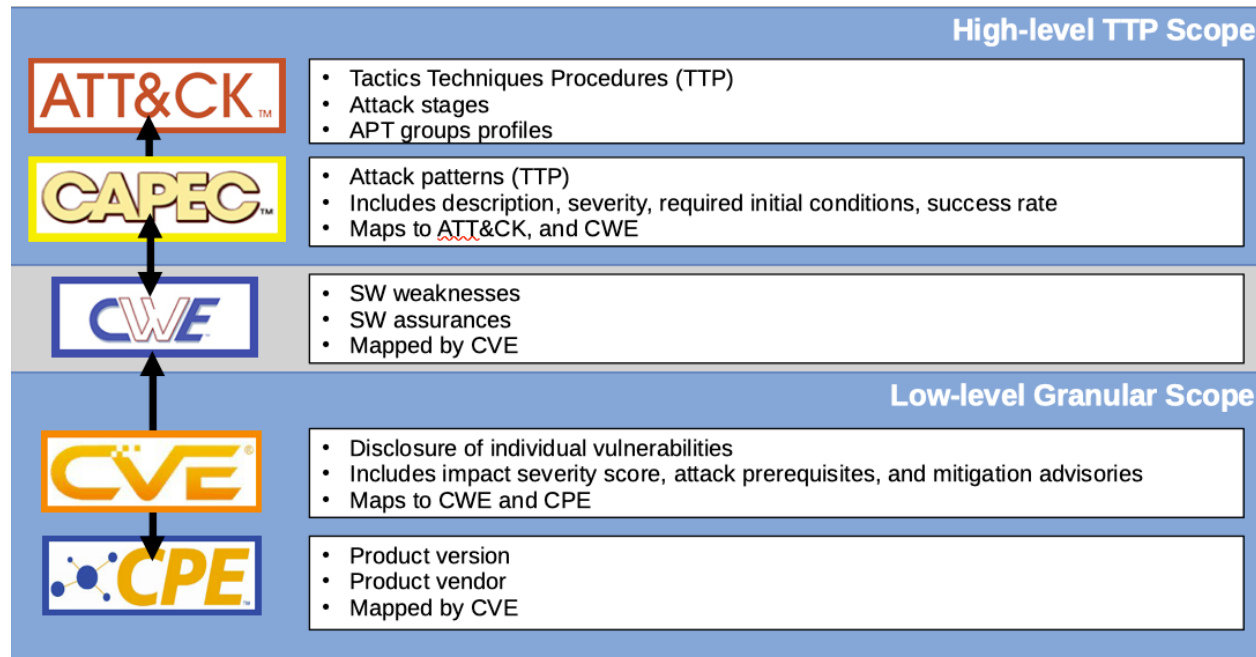 High-level TTP Scope
ATT&CK™
• Tactics Techniques Procedures (TTP)
• Attack stages
• APT groups profiles
CAPEC™
• Attack patterns (TTP)
• Includes description, severity, required initial conditions, success rate
• Maps to ATT&CK, and CWE
CWE™
• SW weaknesses
• SW assurances
• Mapped by CVE
Low-level Granular Scope
CVE®
• Disclosure of individual vulnerabilities
• Includes impact severity score, attack prerequisites, and mitigation advisories
• Maps to CWE and CPE
CPE™
• Product version
• Product vendor
• Mapped by CVE